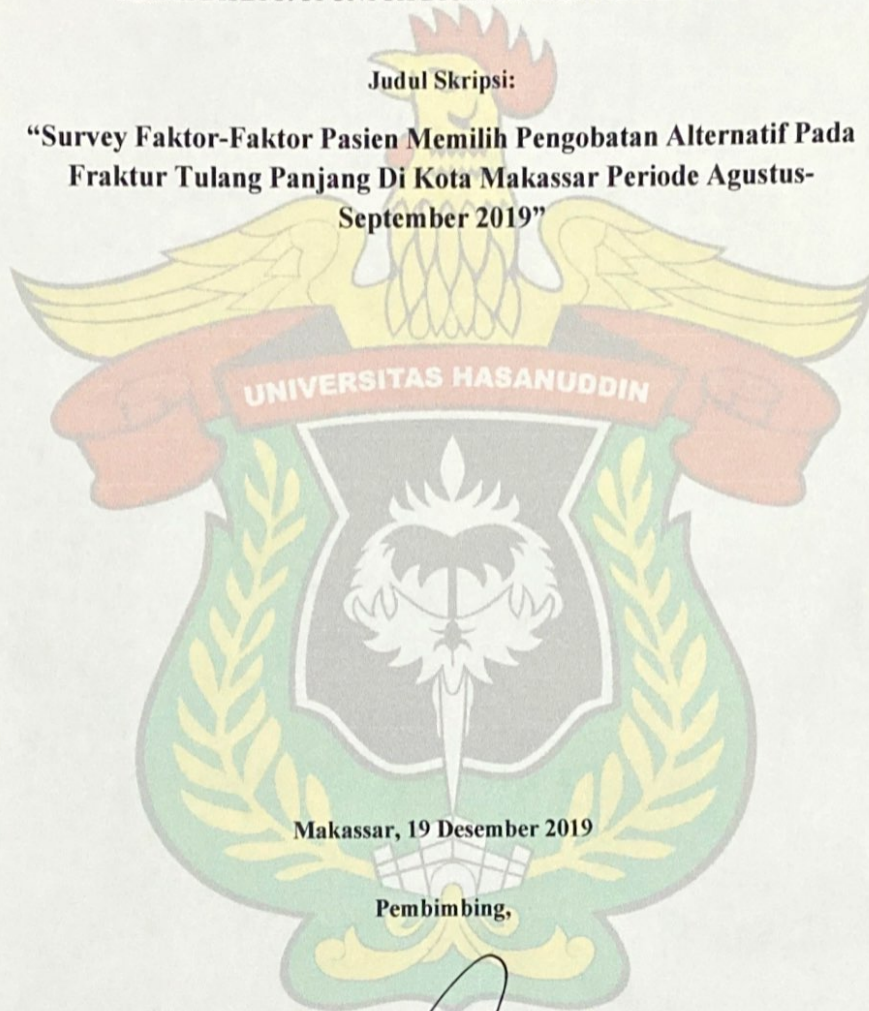 Judul Skripsi:
“Survey Faktor-Faktor Pasien Memilih Pengobatan Alternatif Pada
Fraktur Tulang Panjang Di Kota Makassar Periode Agustus-
September 2019”
UNIVERSITAS HASANUDDIN
Makassar, 19 Desember 2019
Pembimbing,